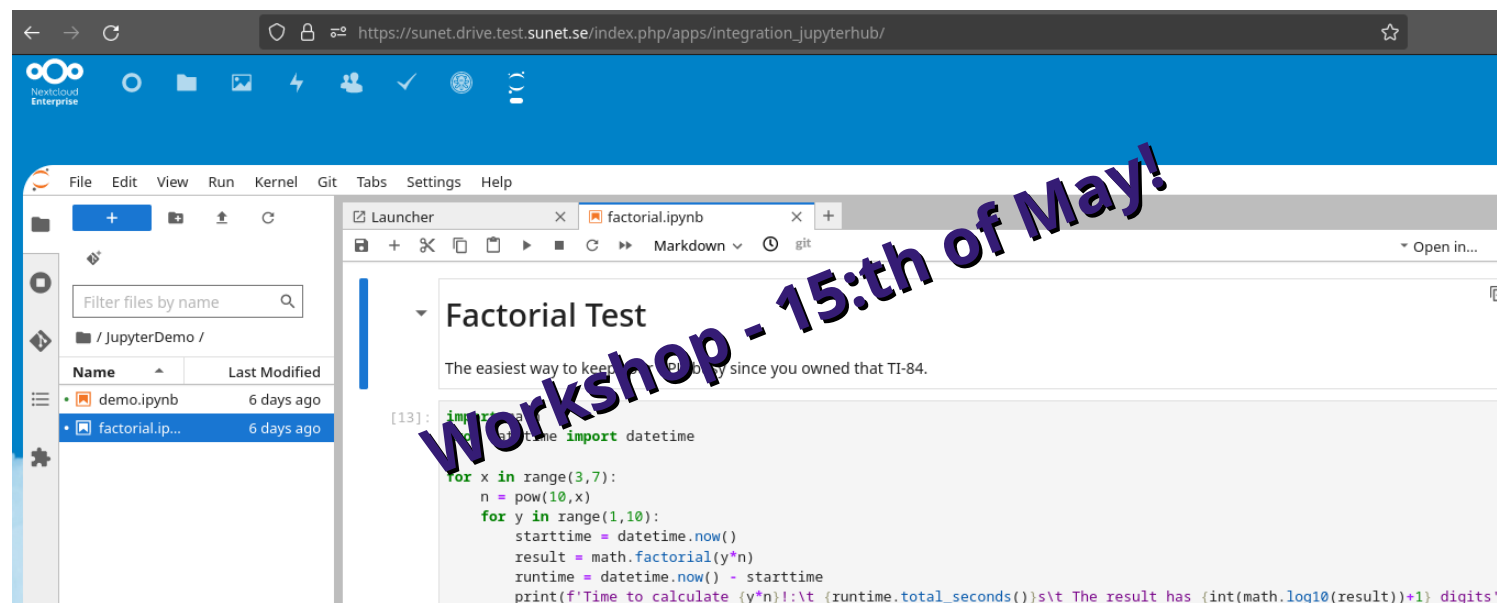 https://sunet.drive.test.sunet.se/index.php/apps/integration_jupyterhub/
Nextcloud
Enterprise
File Edit View Run Kernel Git Tabs Settings Help
+
Launcher
factorial.ipynb
+
Markdown
git
Open in...
Filter files by name
/ JupyterDemo /
Name Last Modified
demo.ipynb 6 days ago
factorial.ip... 6 days ago
Workshop - 15:th of May!
Factorial Test
The easiest way to keep busy since you owned that TI-84.
[13]:
import
import datetime
for x in range(3,7):
n = pow(10,x)
for y in range(1,10):
starttime = datetime.now()
result = math.factorial(y*n)
runtime = datetime.now() - starttime
print(f'Time to calculate {y*n}!:\t {runtime.total_seconds()}s\t The result has {int(math.log10(result))+1} digits'